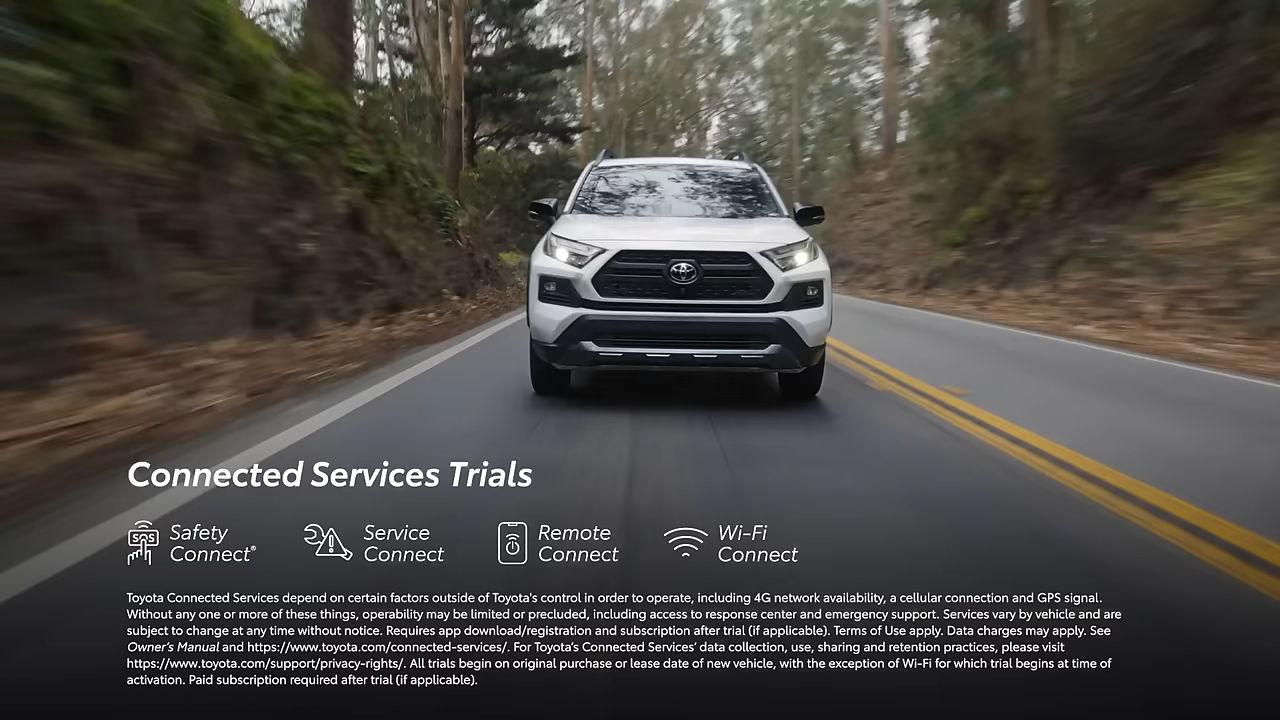 Connected Services Trials
SOS
Safety
Connect®
Service
Connect
Remote
Connect
Wi-Fi
Connect
Toyota Connected Services depend on certain factors outside of Toyota's control in order to operate, including 4G network availability, a cellular connection and GPS signal.
Without any one or more of these things, operability may be limited or precluded, including access to response center and emergency support. Services vary by vehicle and are
subject to change at any time without notice. Requires app download/registration and subscription after trial (if applicable). Terms of Use apply. Data charges may apply. See
Owner's Manual and https://www.toyota.com/connected-services/. For Toyota's Connected Services' data collection, use, sharing and retention practices, please visit
https://www.toyota.com/support/privacy-rights/. All trials begin on original purchase or lease date of new vehicle, with the exception of Wi-Fi for which trial begins at time of
activation. Paid subscription required after trial (if applicable).